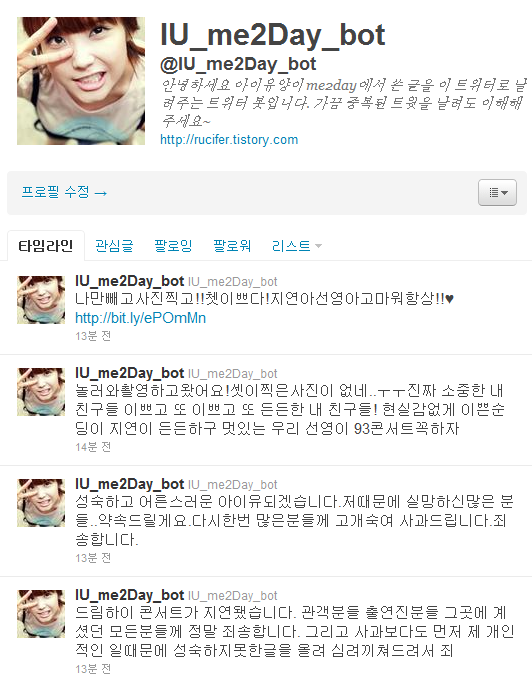 IU_me2Day_bot
@IU_me2Day_bot
안녕하세요 아이유양이 me2day에서 쓴 글을 이 트위터로 날
려주는 트위터 봇입니다. 가끔 중복된 트윗을 날려도 이해해
주세요~
http://rucifer.tistory.com
프로필 수정 →
타임라인 관심글 팔로잉 팔로워 리스트
IU_me2Day_bot IU_me2Day_bot
나만빼고사진찍고!!쳇이쁘다!지연아선영아고마워항상!!♥
http://bit.ly/ePOmMn
13분 전
IU_me2Day_bot IU_me2Day_bot
놀러와촬영하고왔어요!셋이찍은사진이 없네..ㅜㅜ진짜 소중한 내
친구들 이쁘고 또 이쁘고 또 든든한 내 친구들! 현실감없게 이쁜순
딩이 지연이 든든하구 멋있는 우리 선영이 93콘서트꼭하자
14분 전
IU_me2Day_bot IU_me2Day_bot
성숙하고 어른스러운 아이유되겠습니다.저때문에 실망하신많은 분
들..약속드릴게요.다시한번 많은분들께 고개숙여 사과드립니다.죄
송합니다.
13분 전
IU_me2Day_bot IU_me2Day_bot
드림하이 콘서트가 지연됐습니다. 관객분들 출연진분들 그곳에 계
셨던 모든분들께 정말 죄송합니다. 그리고 사과보다도 먼저 제 개인
적인 일때문에 성숙하지못한글을 올려 심려끼쳐드려서 죄
13분 전